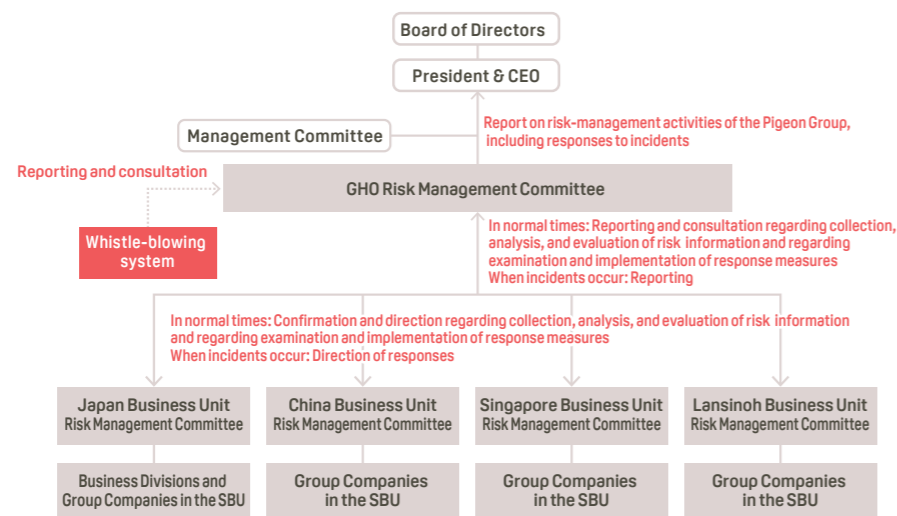 Board of Directors
President & CEO
Management Committee
Report on risk-management activities of the Pigeon Group,
including responses to incidents
Reporting and consultation
GHO Risk Management Committee
Whistle-blowing
system
In normal times: Reporting and consultation regarding collection,
analysis, and evaluation of risk information and regarding
examination and implementation of response measures
When incidents occur: Reporting
In normal times: Confirmation and direction regarding collection, analysis, and evaluation of risk information
and regarding examination and implementation of response measures
When incidents occur: Direction of responses
Japan Business Unit
Risk Management Committee
China Business Unit
Risk Management Committee
Singapore Business Unit
Risk Management Committee
Lansinoh Business Unit
Risk Management Committee
Business Divisions and
Group Companies in the SBU
Group Companies
in the SBU
Group Companies
in the SBU
Group Companies
in the SBU